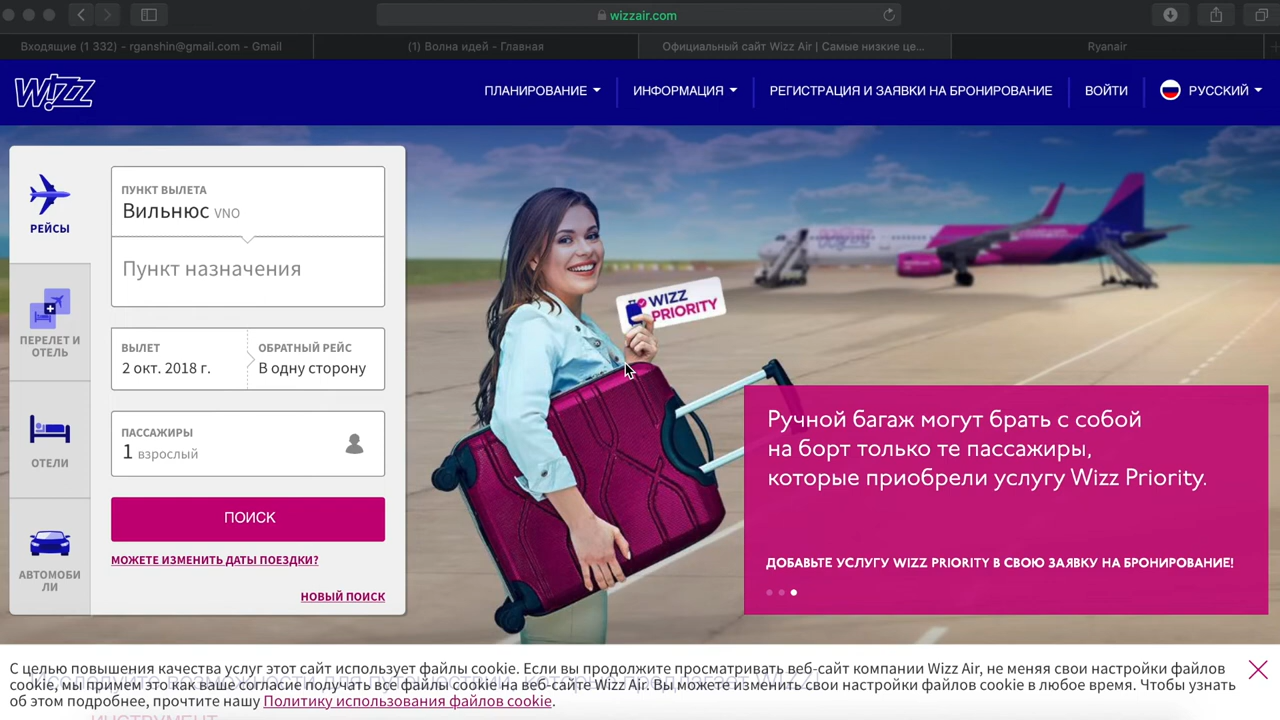 wizzair.com
Входящие (1 332) - rganshin@gmail.com - Gmail
(1) Волна идей - Главная
Официальный сайт Wizz Air | Самые низкие це...
Ryanair
WIZZ
ПЛАНИРОВАНИЕ
ИНФОРМАЦИЯ
РЕГИСТРАЦИЯ И ЗАЯВКИ НА БРОНИРОВАНИЕ
ВОЙТИ
РУССКИЙ
РЕЙСЫ
ПЕРЕЛЕТ И
ОТЕЛЬ
ОТЕЛИ
АВТОМОБИ
ЛИ
ПУНКТ ВЫЛЕТА
Вильнюс VNO
Пункт назначения
ВЫЛЕТ
2 окт. 2018 г.
ОБРАТНЫЙ РЕЙС
В одну сторону
ПАССАЖИРЫ
1 взрослый
ПОИСК
МОЖЕТЕ ИЗМЕНИТЬ ДАТЫ ПОЕЗДКИ?
НОВЫЙ ПОИСК
WIZZ
PRIORITY
Ручной багаж могут брать с собой
на борт только те пассажиры,
которые приобрели услугу Wizz Priority.
ДОБАВЬТЕ УСЛУГУ WIZZ PRIORITY В СВОЮ ЗАЯВКУ НА БРОНИРОВАНИЕ!
С целью повышения качества услуг этот сайт использует файлы cookie. Если вы продолжите просматривать веб-сайт компании Wizz Air, не меняя свои настройки файлов
cookie, мы примем это как ваше согласие получать все файлы cookie на веб-сайте Wizz Air. Вы можете изменить свои настройки файлов cookie в любое время. Чтобы узнать
об этом подробнее, прочтите нашу Политику использования файлов cookie.